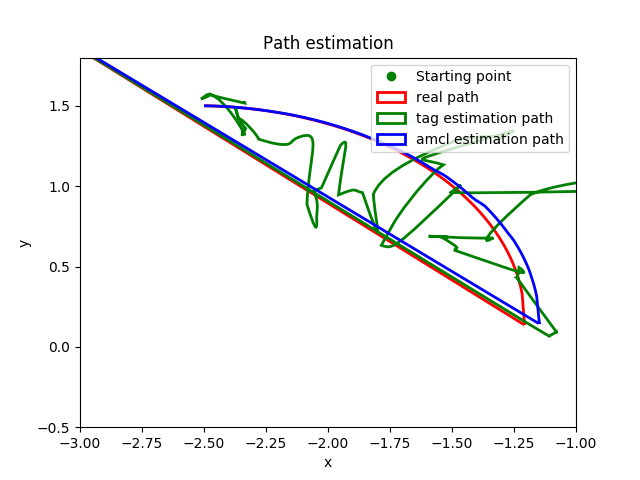 Path estimation
Starting point
real path
tag estimation path
amcl estimation path
1.5
1.0
0.5
0.0
−0.5
y
−3.00 −2.75 −2.50 −2.25 −2.00 −1.75 −1.50 −1.25 −1.00
x